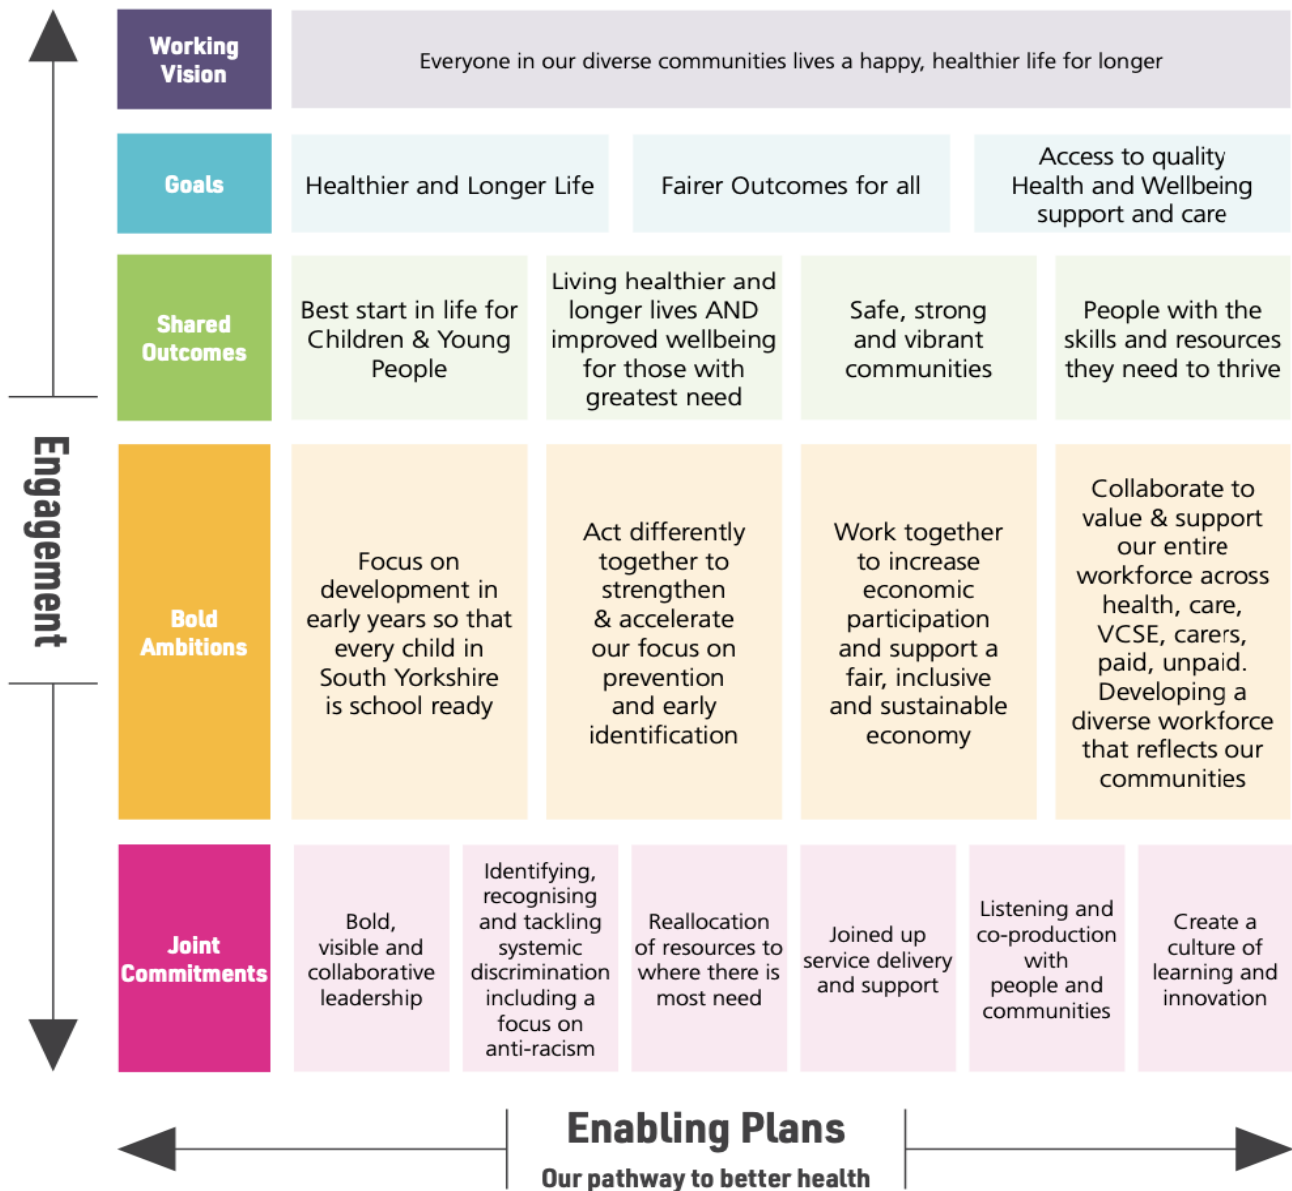 Working
Vision
Everyone in our diverse communities lives a happy, healthier life for longer
Goals
Healthier and Longer Life
Fairer Outcomes for all
Access to quality
Health and Wellbeing
support and care
Shared
Outcomes
Best start in life for
Children & Young
People
Living healthier and
longer lives AND
improved wellbeing
for those with
greatest need
Safe, strong
and vibrant
communities
People with the
skills and resources
they need to thrive
Engagement
Bold
Ambitions
Focus on
development in
early years so that
every child in
South Yorkshire
is school ready
Act differently
together to
strengthen
& accelerate
our focus on
prevention
and early
identification
Work together
to increase
economic
participation
and support a
fair, inclusive
and sustainable
economy
Collaborate to
value & support
our entire
workforce across
health, care,
VCSE, carers,
paid, unpaid.
Developing a
diverse workforce
that reflects our
communities
Joint
Commitments
Bold,
visible and
collaborative
leadership
Identifying,
recognising
and tackling
systemic
discrimination
including a
focus on
anti-racism
Reallocation
of resources to
where there is
most need
Joined up
service delivery
and support
Listening and
co-production
with
people and
communities
Create a
culture of
learning and
innovation
Enabling Plans
Our pathway to better health